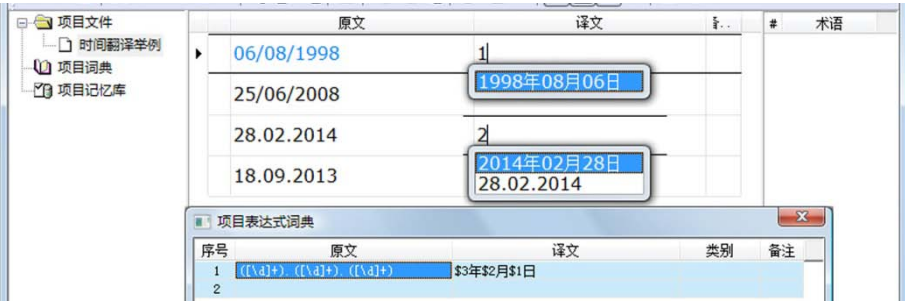 项目文件
时间翻译举例
项目词典
项目记忆库
原文 译文 # 术语
06/08/1998 1
1998年08月06日
25/06/2008
28.02.2014 2
2014年02月28日
28.02.2014
18.09.2013
项目表达式词典
序号 原文 译文 类别 备注
1 ([\d]+).([\d]+).([\d]+) $3年$2月$1日
2